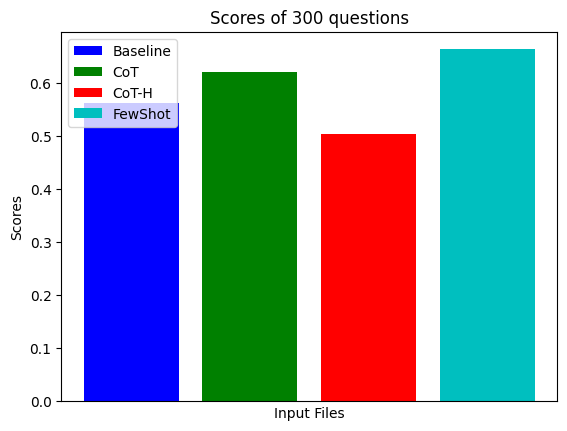 Scores of 300 questions
Baseline
CoT
CoT-H
FewShot
0.6
0.5
0.4
0.3
0.2
0.1
0.0
Scores
Input Files